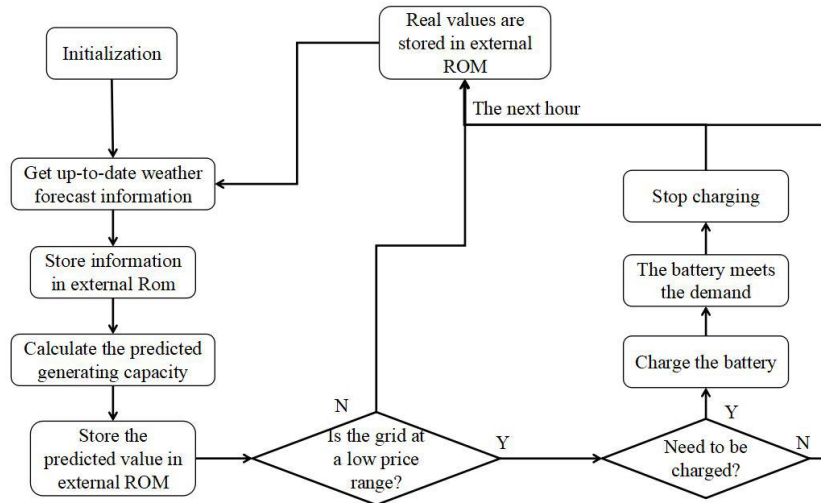 Initialization
Get up-to-date weather
forecast information
Store information
in external Rom
Calculate the predicted
generating capacity
Store the
predicted value in
external ROM
N
Is the grid at
a low price
range?
Y
Real values are
stored in external
ROM
The next hour
Stop charging
The battery meets
the demand
Charge the battery
Y
Need to be
charged?
N